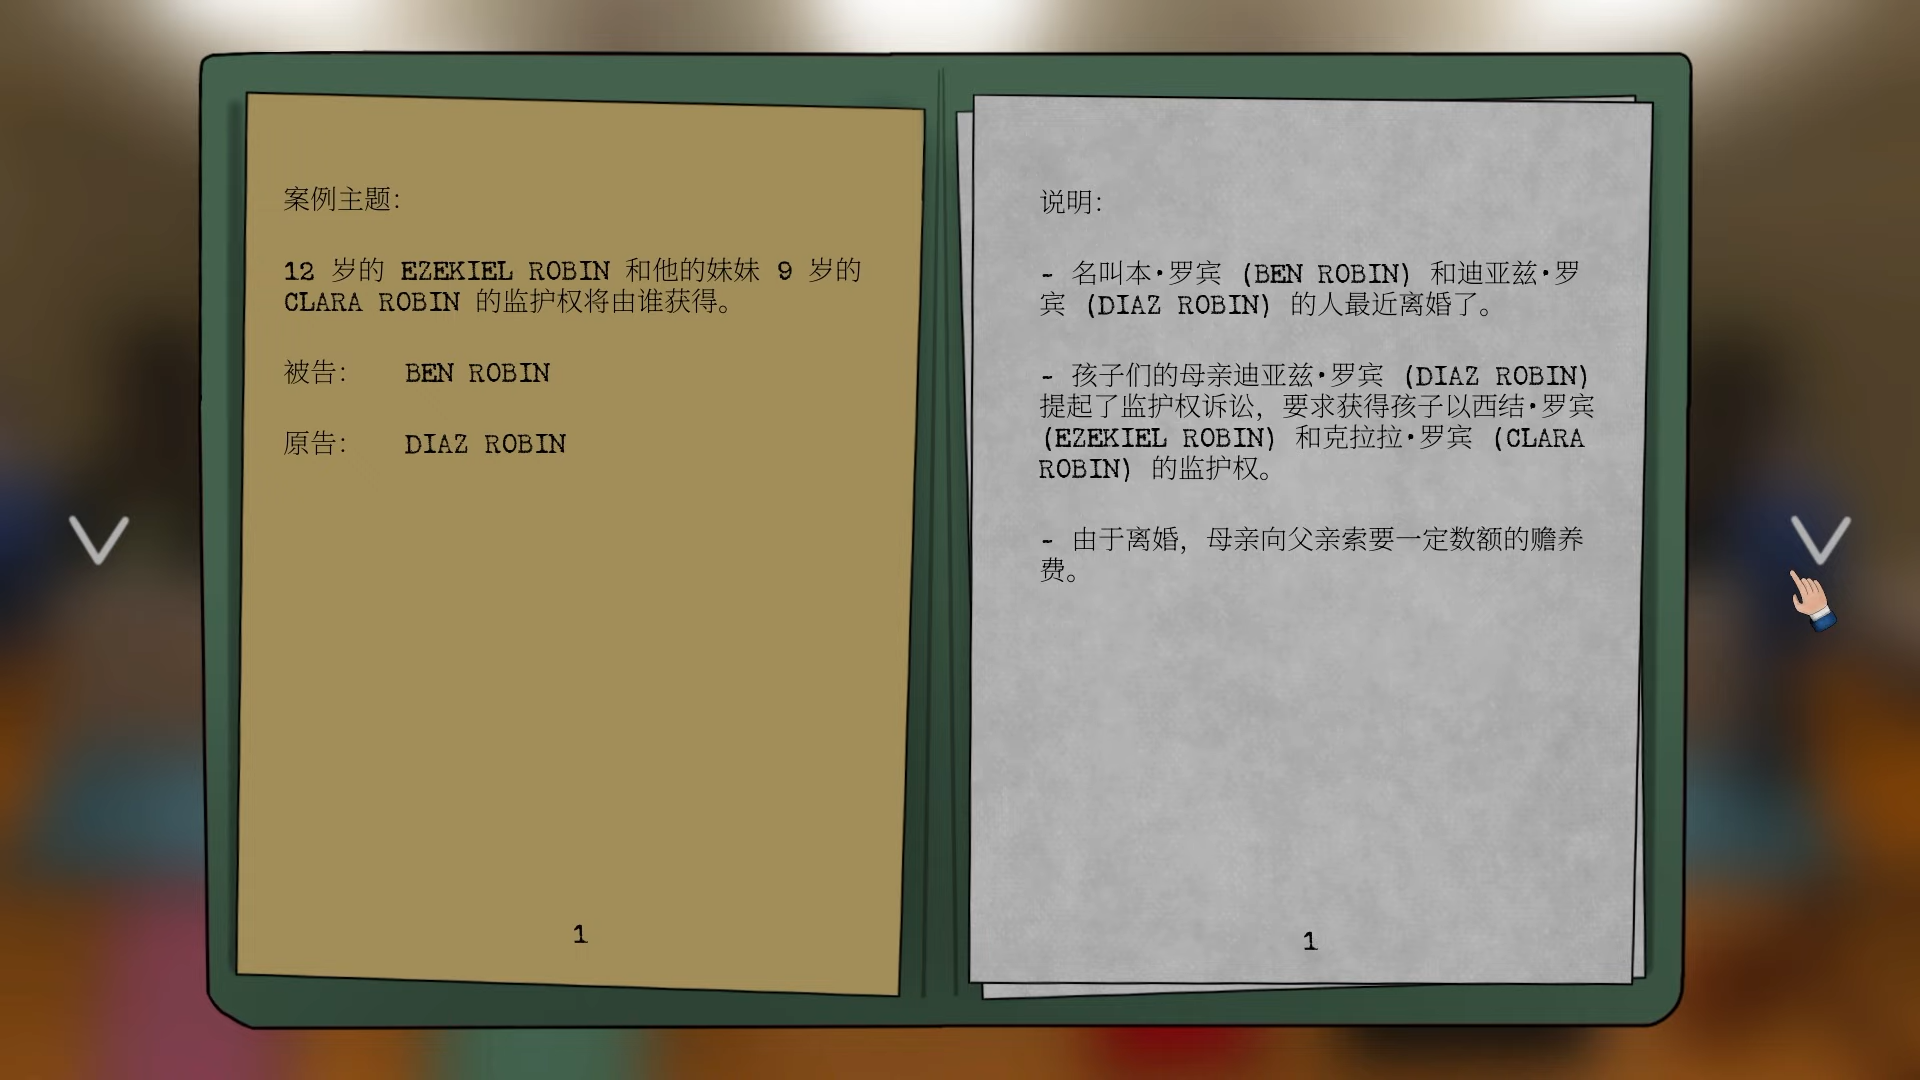 案例主题：
12 岁的 EZEKIEL ROBIN 和他的妹妹 9 岁的
CLARA ROBIN 的监护权将由谁获得。
被告： BEN ROBIN
原告： DIAZ ROBIN
1
说明：
- 名叫本·罗宾 (BEN ROBIN) 和迪亚兹·罗
宾 (DIAZ ROBIN) 的人最近离婚了。
- 孩子们的母亲迪亚兹·罗宾 (DIAZ ROBIN)
提起了监护权诉讼，要求获得孩子以西结·罗宾
(EZEKIEL ROBIN) 和克拉拉·罗宾 (CLARA
ROBIN) 的监护权。
- 由于离婚，母亲向父亲索要一定数额的赡养
费。
1